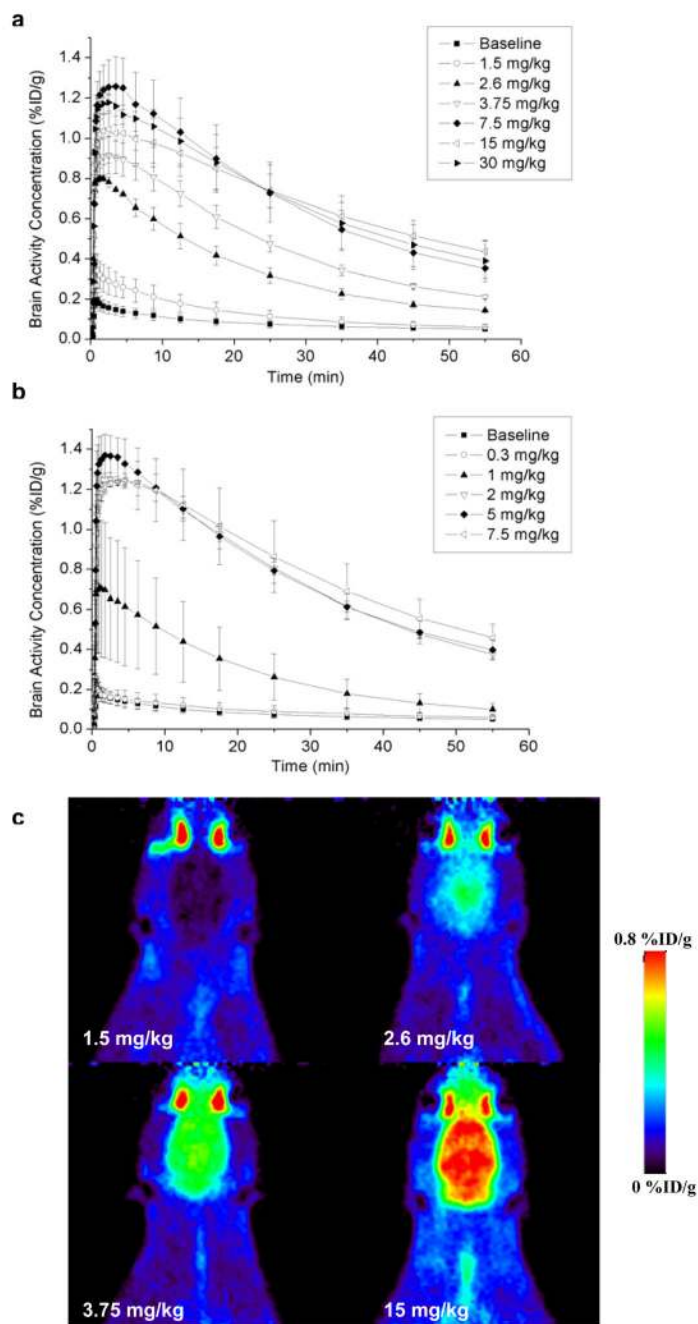 a
Brain Activity Concentration (%ID/g)
1.4
1.2
1.0
0.8
0.6
0.4
0.2
0.0
0 10 20 30 40 50 60
Time (min)
Baseline
1.5 mg/kg
2.6 mg/kg
3.75 mg/kg
7.5 mg/kg
15 mg/kg
30 mg/kg
b
Brain Activity Concentration (%ID/g)
1.4
1.2
1.0
0.8
0.6
0.4
0.2
0.0
0 10 20 30 40 50 60
Time (min)
Baseline
0.3 mg/kg
1 mg/kg
2 mg/kg
5 mg/kg
7.5 mg/kg
c
1.5 mg/kg
2.6 mg/kg
3.75 mg/kg
15 mg/kg
0.8 %ID/g
0 %ID/g